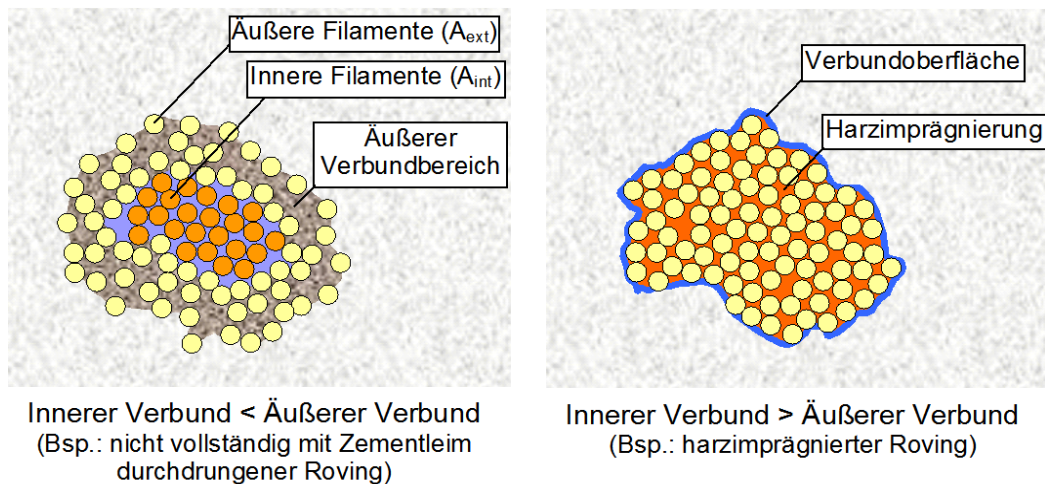 Äußere Filamente (Aext)
Innere Filamente (Aint)
Äußerer
Verbundbereich
Innerer Verbund < Äußerer Verbund
(Bsp.: nicht vollständig mit Zementleim
durchdrungener Roving)
Verbundoberfläche
Harzimprägnierung
Innerer Verbund > Äußerer Verbund
(Bsp.: harzimprägnierter Roving)